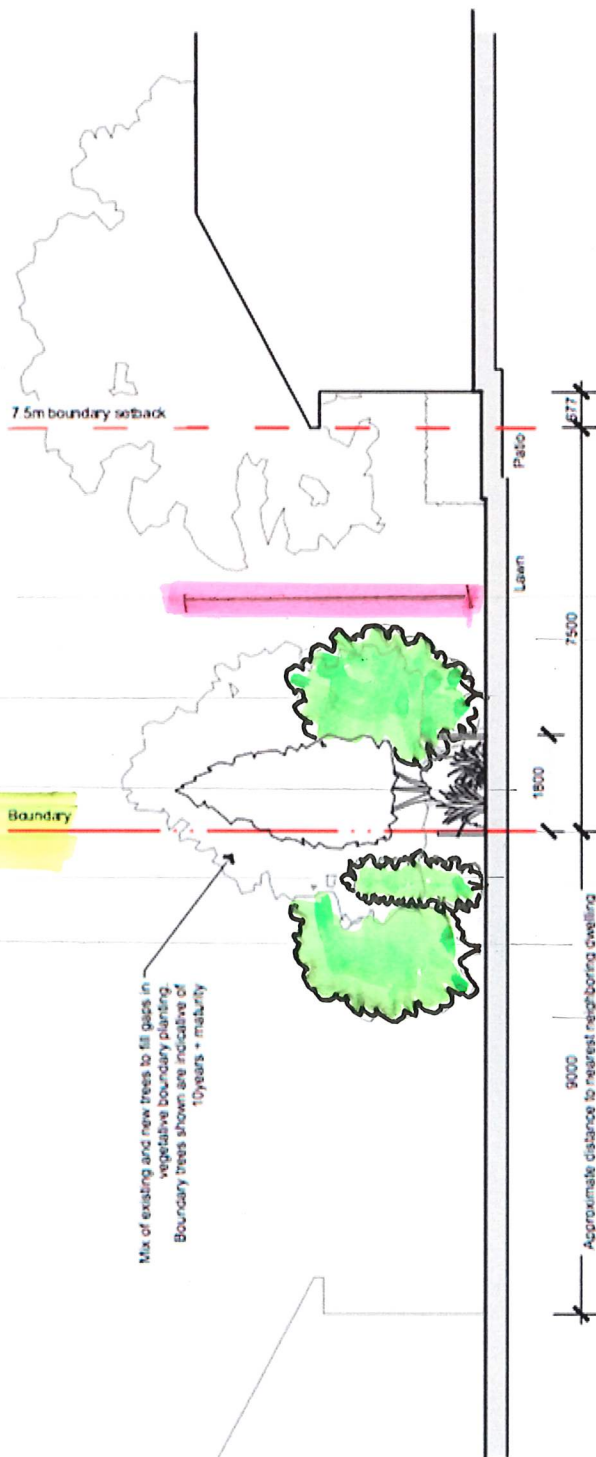 7.5m boundary setback
Boundary
Mix of existing and new trees to fill gaps in
vegetative boundary planting.
Boundary trees shown are indicative of
10years + maturity
Patio
Lawn
677
7500
1800
9000
Approximate distance to nearest neighboring dwelling